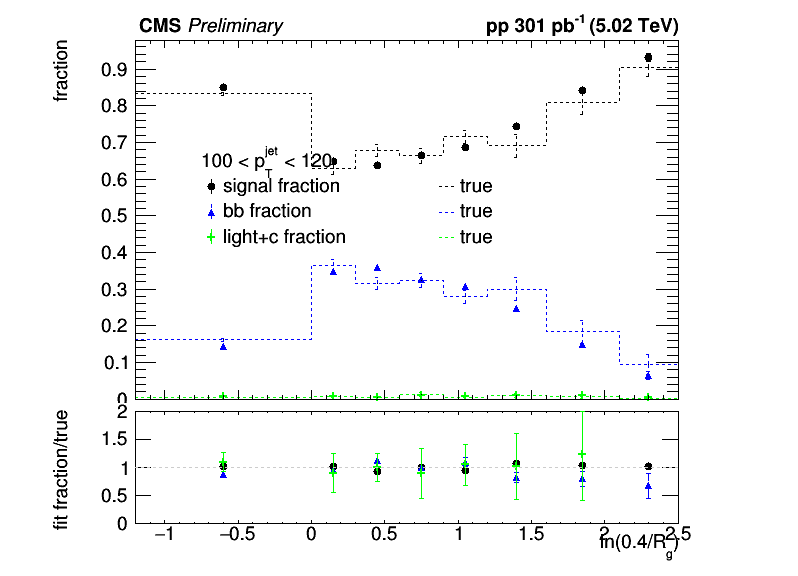 CMS Preliminary
pp 301 pb⁻¹ (5.02 TeV)
fraction
0.9
0.8
0.7
0.6
0.5
0.4
0.3
0.2
0.1
0
100 < p_T^jet < 120
signal fraction
true
bb fraction
true
light+c fraction
true
fit fraction/true
2
1.5
1
0.5
0
−1
−0.5
0
0.5
1
1.5
2
2.5
ln(0.4/R_g)